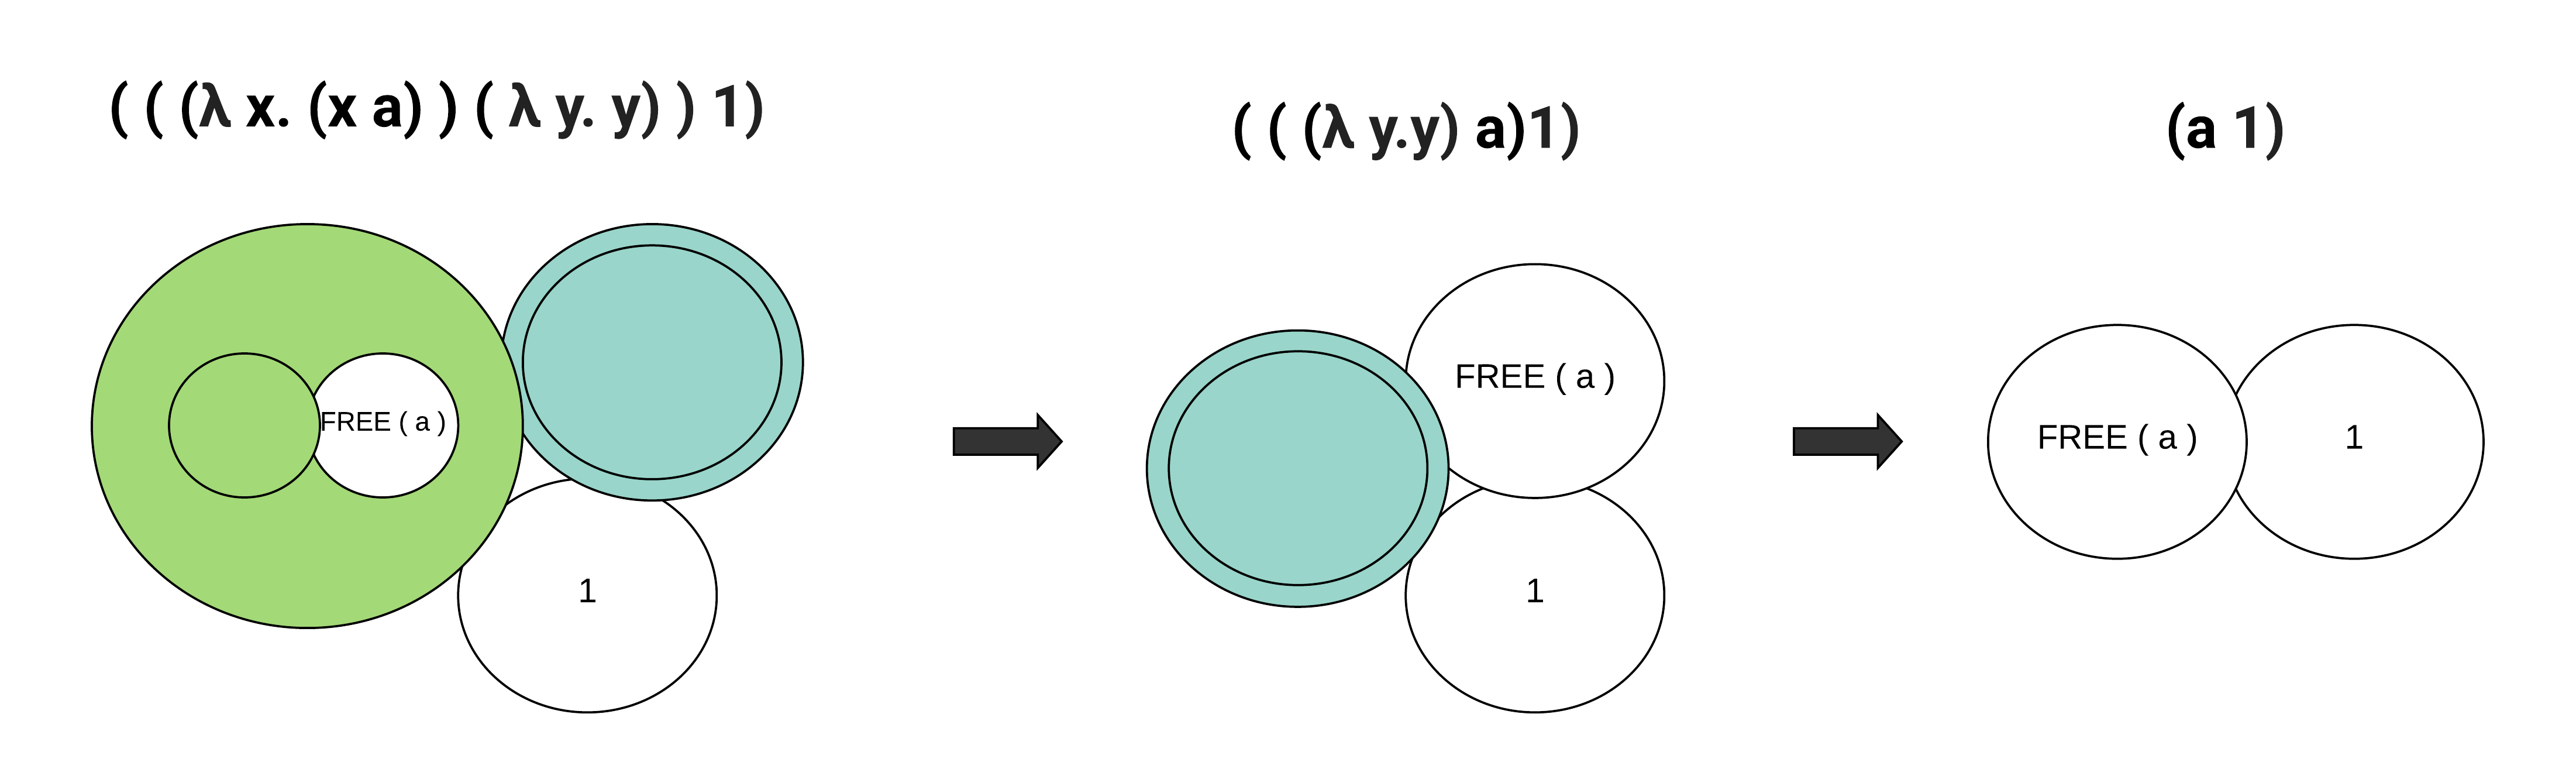 ( ( (λ x. (x a) ) ( λ y. y) ) 1)
( ( (λ y.y) a)1)
(a 1)
FREE ( a )
1
FREE ( a )
1
FREE ( a )
1